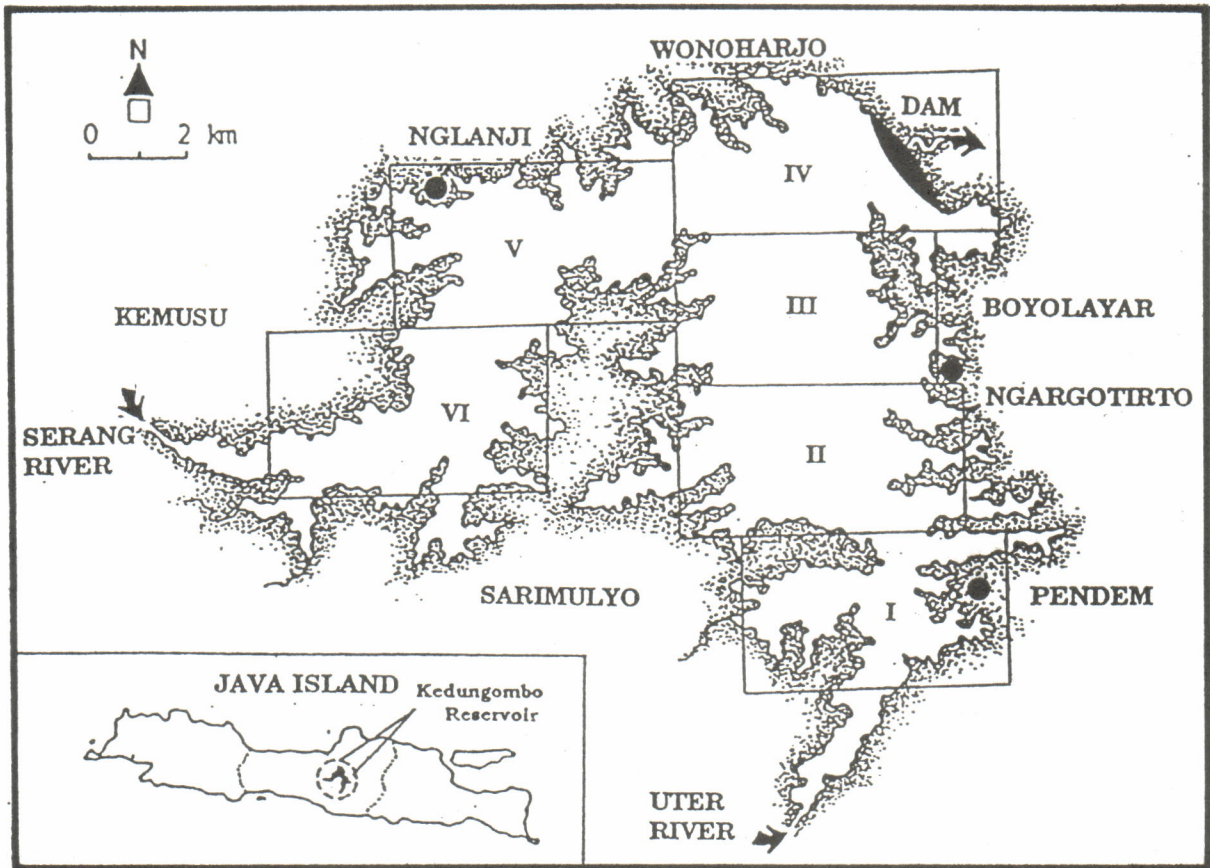 WONOHARJO
N
0 2 km
NGLANJI
DAM
IV
V
KEMUSU
III
BOYOLAYAR
NGARGOTIRTO
SERANG
RIVER
VI
II
SARIMULYO
I
PENDEM
JAVA ISLAND
Kedungombo
Reservoir
UTER
RIVER